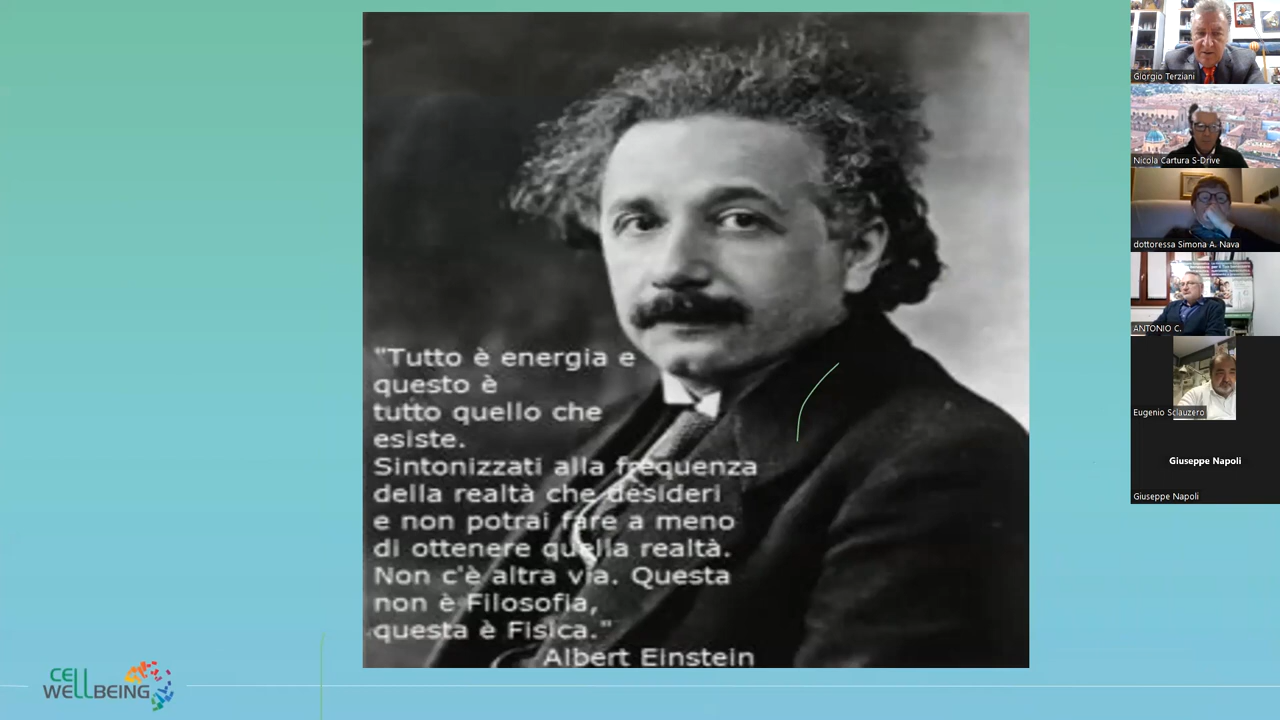 "Tutto è energia e
questo è
tutto quello che
esiste.
Sintonizzati alla frequenza
della realtà che desideri
e non potrai fare a meno
di ottenere quella realtà.
Non c'è altra via. Questa
non è Filosofia,
questa è Fisica."
Albert Einstein
CELL
WELLBEING
Giorgio Terziani
Nicola Cartura S-Drive
dottoressa Simona A. Nava
ANTONIO C.
Eugenio Sclauzero
Giuseppe Napoli
Giuseppe Napoli